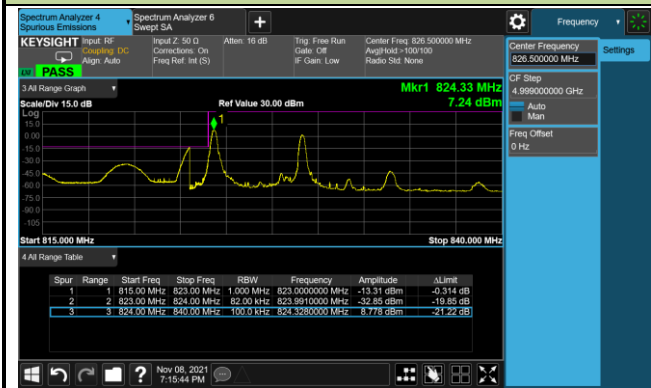 Spectrum Analyzer 4
Spurious Emissions
Spectrum Analyzer 6
Swept SA
Frequency
KEYSIGHT Input: RF Input Z: 50 Ω Atten: 16 dB Trig: Free Run Center Freq: 826.500000 MHz
Coupling: DC Corrections: On Gate: Off Avg|Hold:>100/100
Align: Auto Freq Ref: Int (S) IF Gain: Low Radio Std: None
PASS
Center Frequency
826.500000 MHz
Settings
CF Step
4.999000000 GHz
Auto
Man
Freq Offset
0 Hz
3 All Range Graph
Mkr1 824.33 MHz
Scale/Div 15.0 dB Ref Value 30.00 dBm 7.24 dBm
Log
15.0
0.00
-15.0
-30.0
-45.0
-60.0
-75.0
-90.0
-105
1
Start 815.000 MHz Stop 840.000 MHz
4 All Range Table
Spur Range Start Freq Stop Freq RBW Frequency Amplitude ΔLimit
1 1 815.00 MHz 823.00 MHz 1.000 MHz 823.0000000 MHz -13.31 dBm -0.314 dB
2 2 823.00 MHz 824.00 MHz 82.00 kHz 823.9910000 MHz -32.85 dBm -19.85 dB
3 3 824.00 MHz 840.00 MHz 100.0 kHz 824.3280000 MHz 8.778 dBm -21.22 dB
? Nov 08, 2021
7:15:44 PM